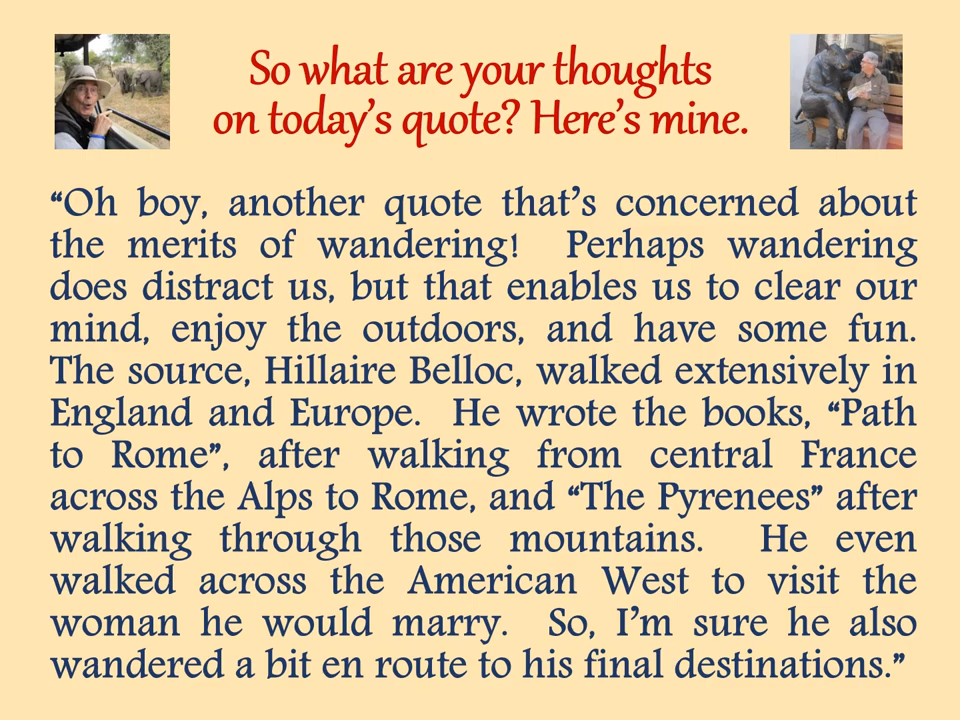 So what are your thoughts
on today's quote? Here's mine.
“Oh boy, another quote that's concerned about
the merits of wandering! Perhaps wandering
does distract us, but that enables us to clear our
mind, enjoy the outdoors, and have some fun.
The source, Hillaire Belloc, walked extensively in
England and Europe. He wrote the books, “Path
to Rome”, after walking from central France
across the Alps to Rome, and “The Pyrenees” after
walking through those mountains. He even
walked across the American West to visit the
woman he would marry. So, I'm sure he also
wandered a bit en route to his final destinations.”